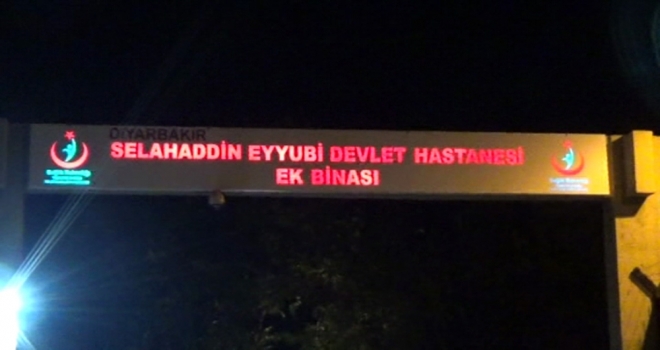 DİYARBAKIR
SELAHADDİN EYYUBİ DEVLET HASTANESİ
EK BİNASI